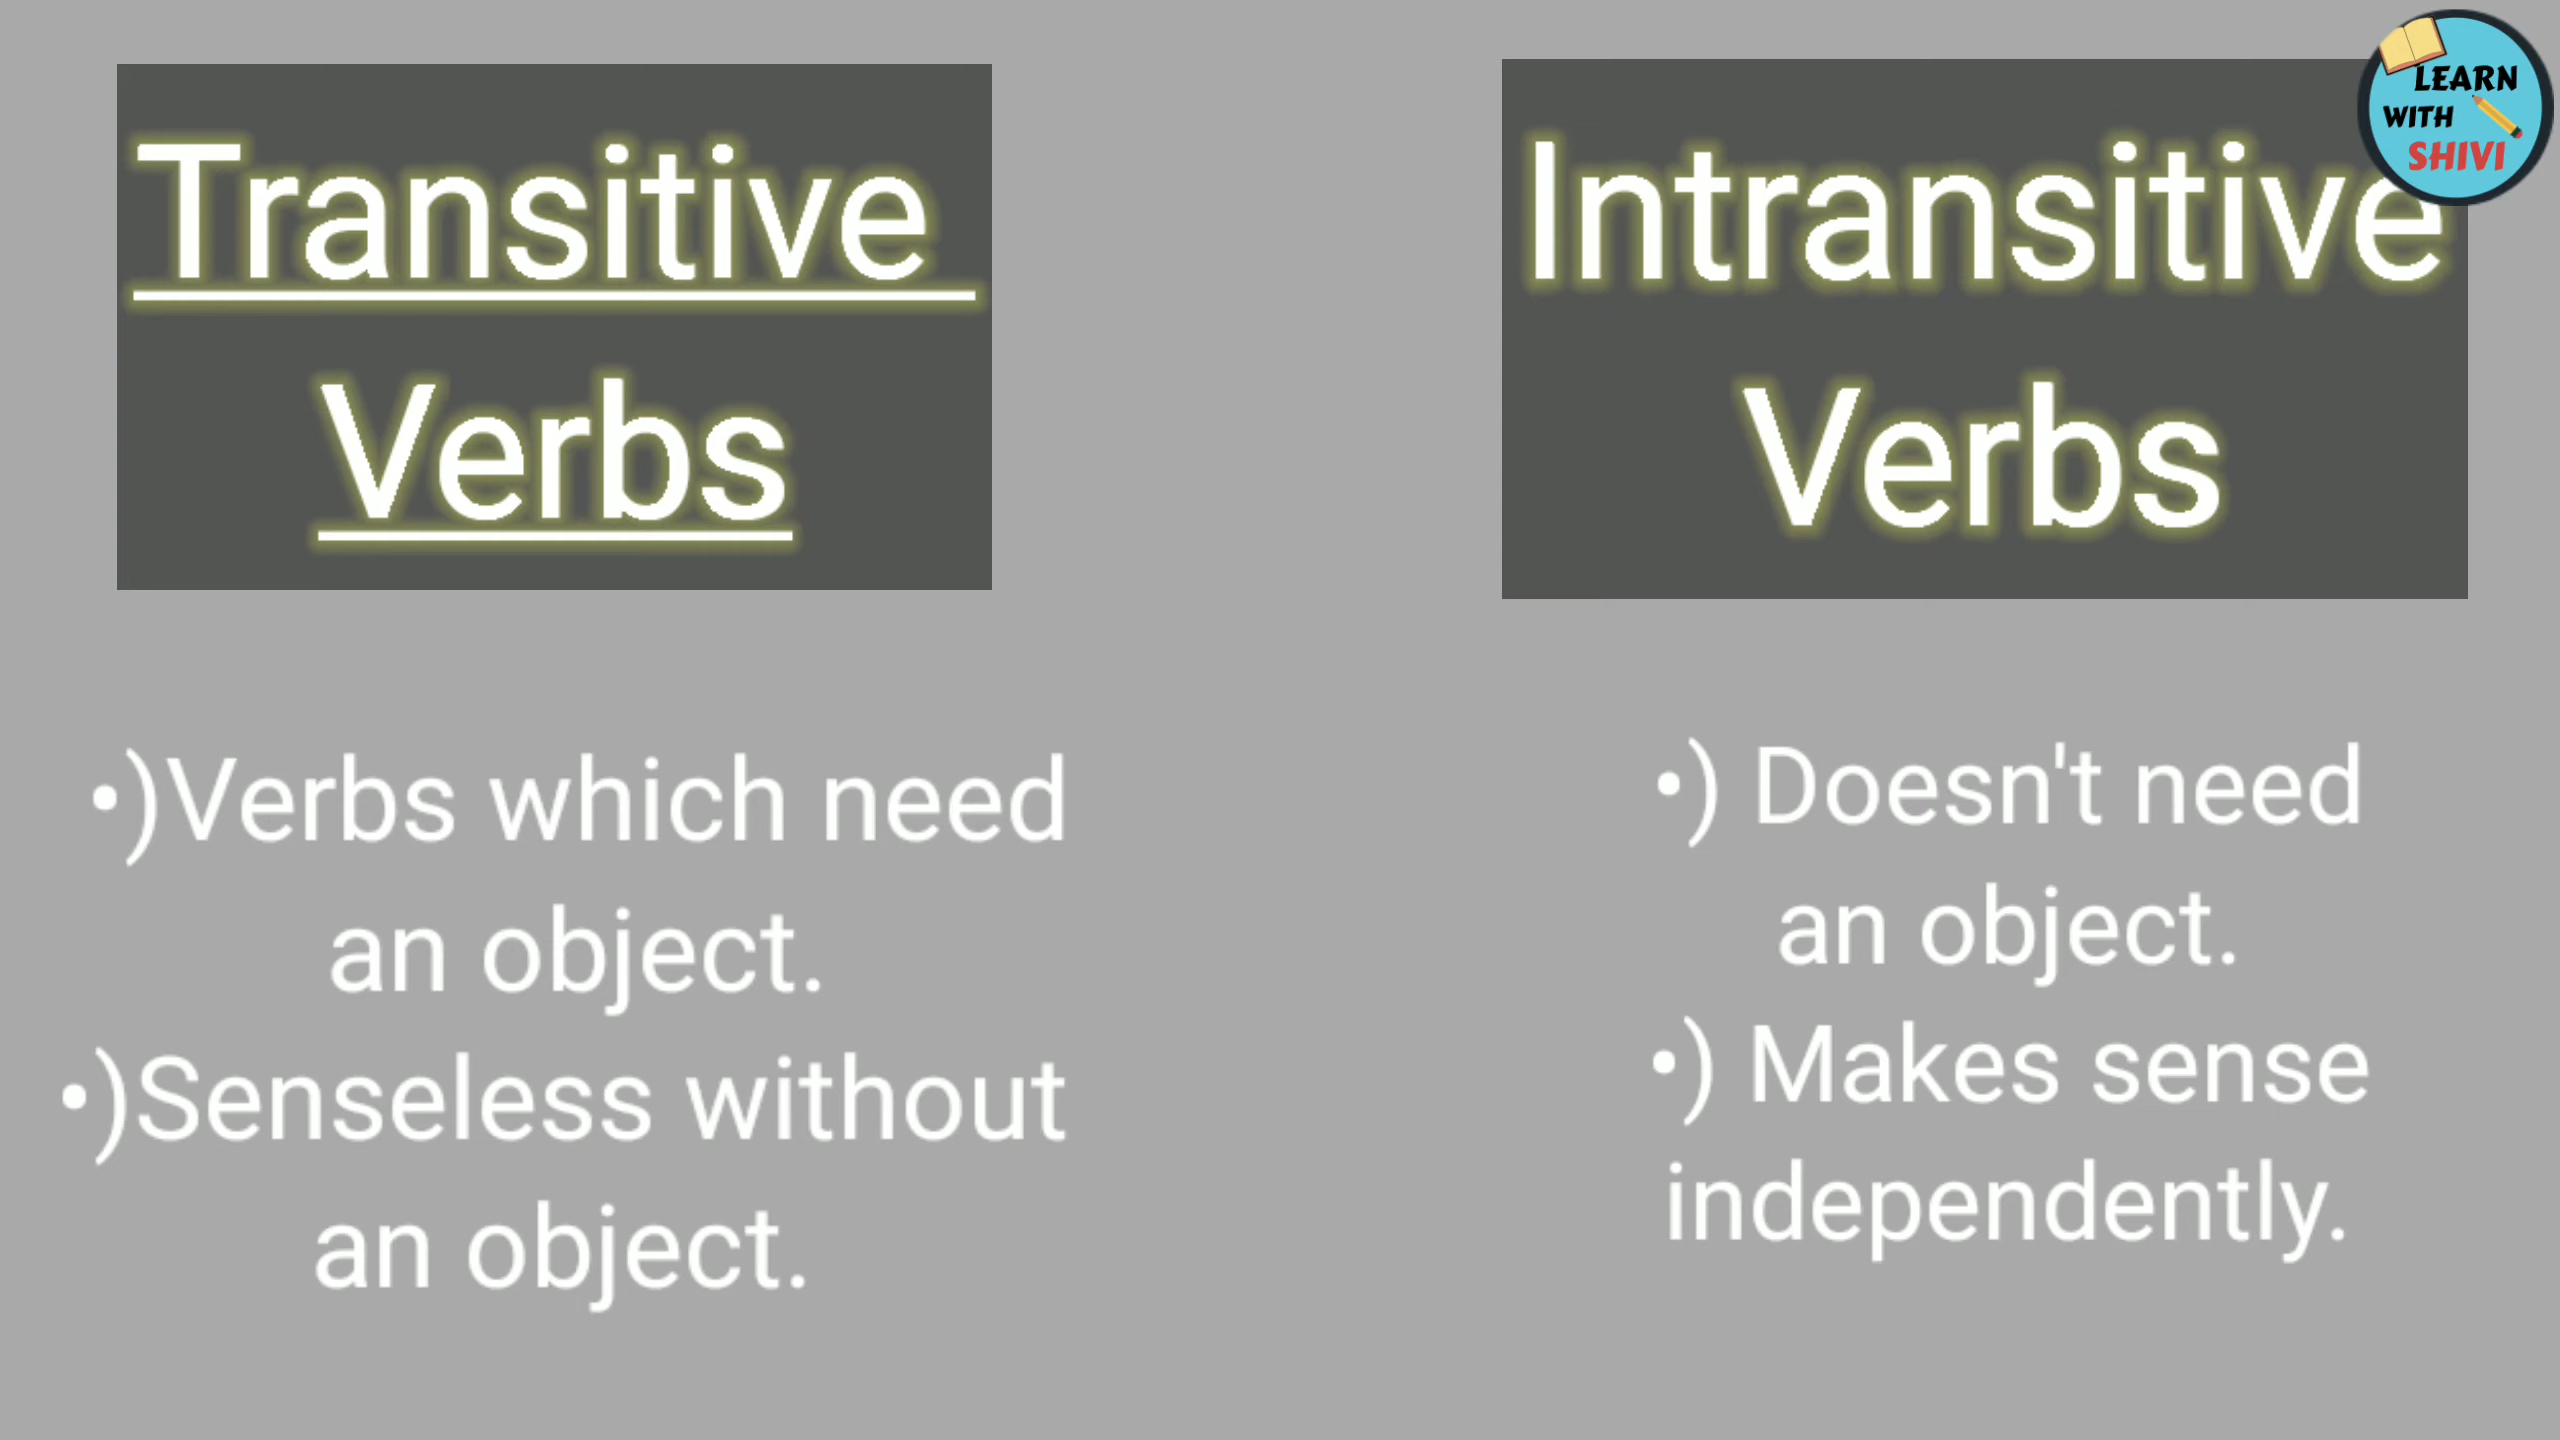 Transitive
Verbs
•)Verbs which need
an object.
•)Senseless without
an object.
Intransitive
Verbs
•) Doesn't need
an object.
•) Makes sense
independently.
LEARN
WITH
SHIVI